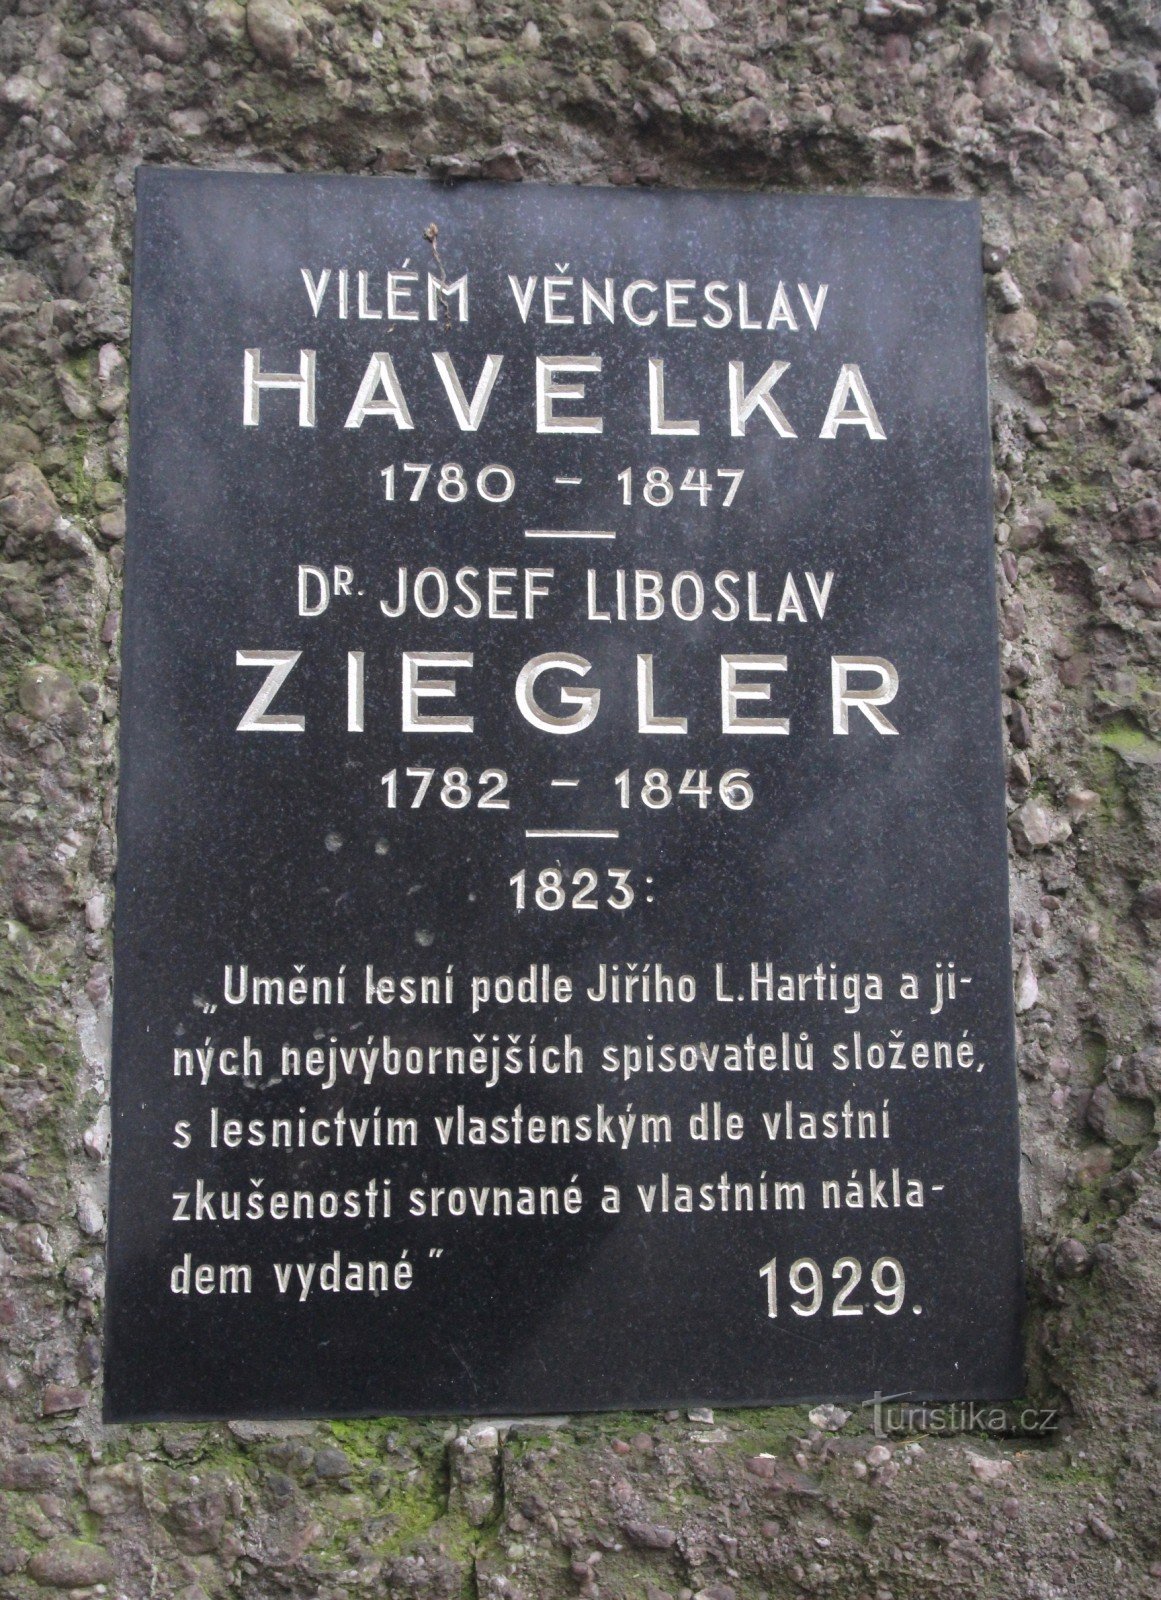 VILÉM VĚNCESLAV
HAVELKA
1780 – 1847
DR. JOSEF LIBOSLAV
ZIEGLER
1782 – 1846
1823:
„Umění lesní podle Jiřího L. Hartiga a ji-
ných nejvýbornějších spisovatelů složené,
s lesnictvím vlastenským dle vlastní
zkušenosti srovnané a vlastním nákla-
dem vydané"
1929.
Turistika.cz